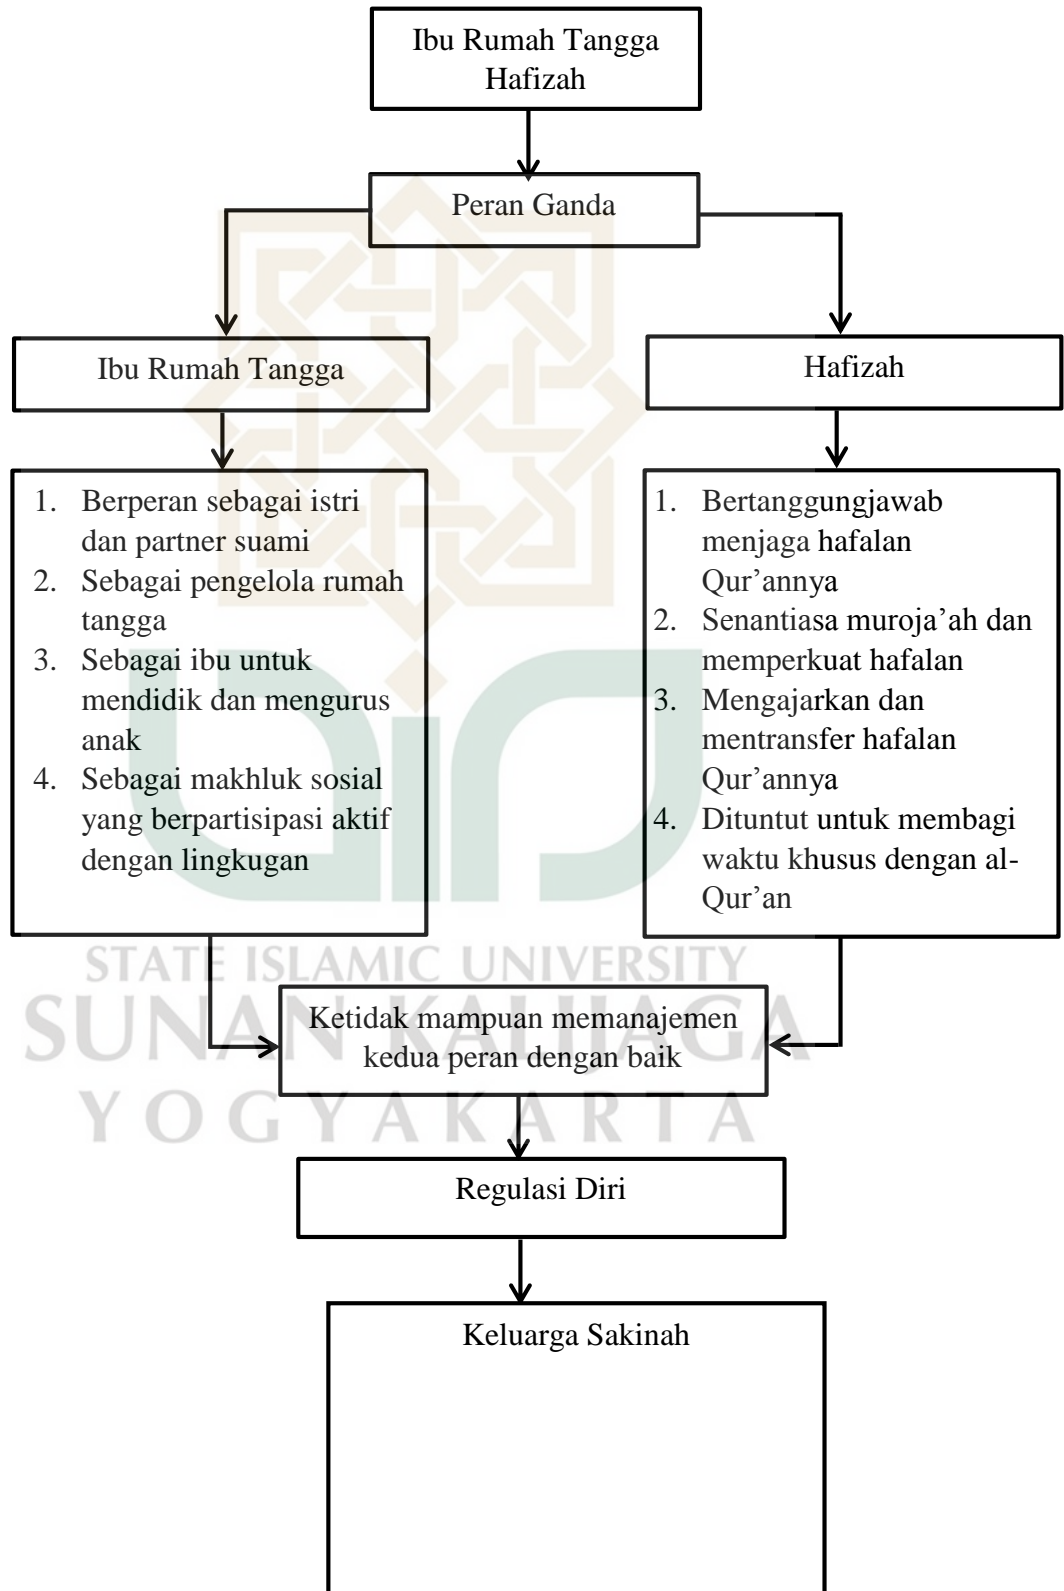 Ibu Rumah Tangga
Hafizah
Peran Ganda
Ibu Rumah Tangga
Hafizah
1. Berperan sebagai istri
dan partner suami
2. Sebagai pengelola rumah
tangga
3. Sebagai ibu untuk
mendidik dan mengurus
anak
4. Sebagai makhluk sosial
yang berpartisipasi aktif
dengan lingkugan
1. Bertanggungjawab
menjaga hafalan
Qur’annya
2. Senantiasa muroja’ah dan
memperkuat hafalan
3. Mengajarkan dan
mentransfer hafalan
Qur’annya
4. Dituntut untuk membagi
waktu khusus dengan al-
Qur’an
STATE ISLAMIC UNIVERSITY
SUNAN KALIJAGA
YOGYAKARTA
Ketidak mampuan memanajemen
kedua peran dengan baik
Regulasi Diri
Keluarga Sakinah